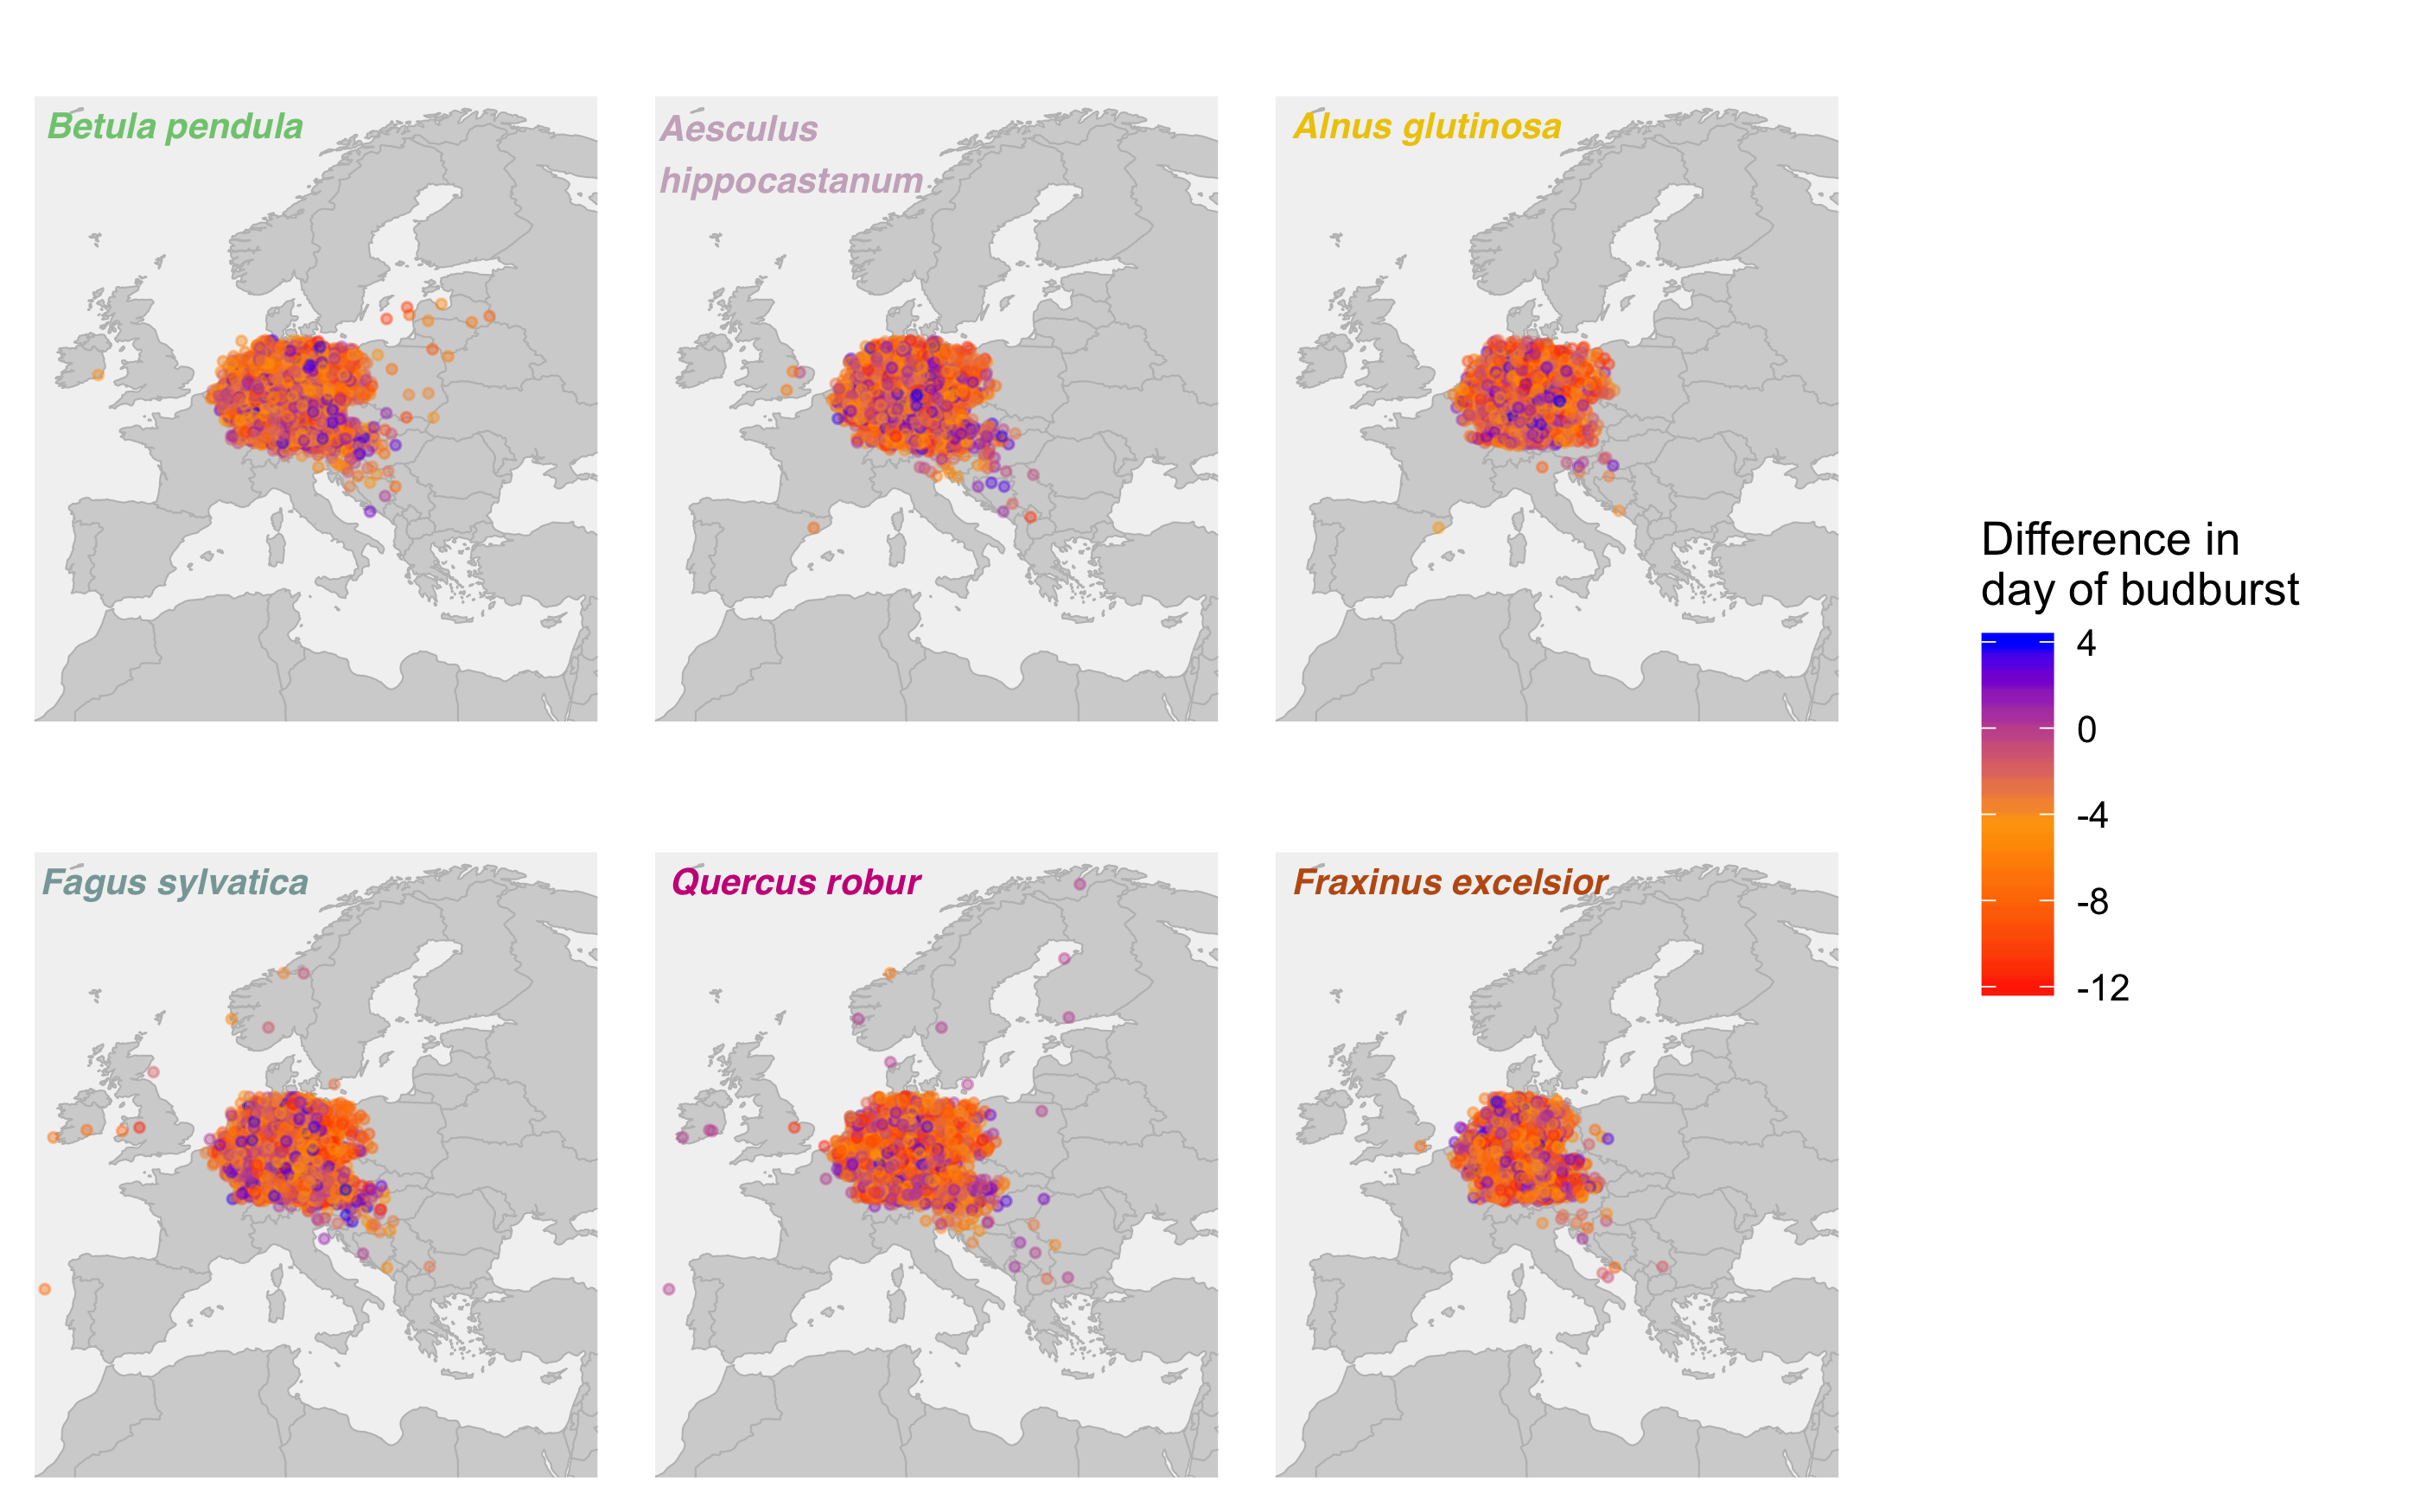 Betula pendula
Aesculus
hippocastanum
Alnus glutinosa
Fagus sylvatica
Quercus robur
Fraxinus excelsior
Difference in
day of budburst
4
0
-4
-8
-12